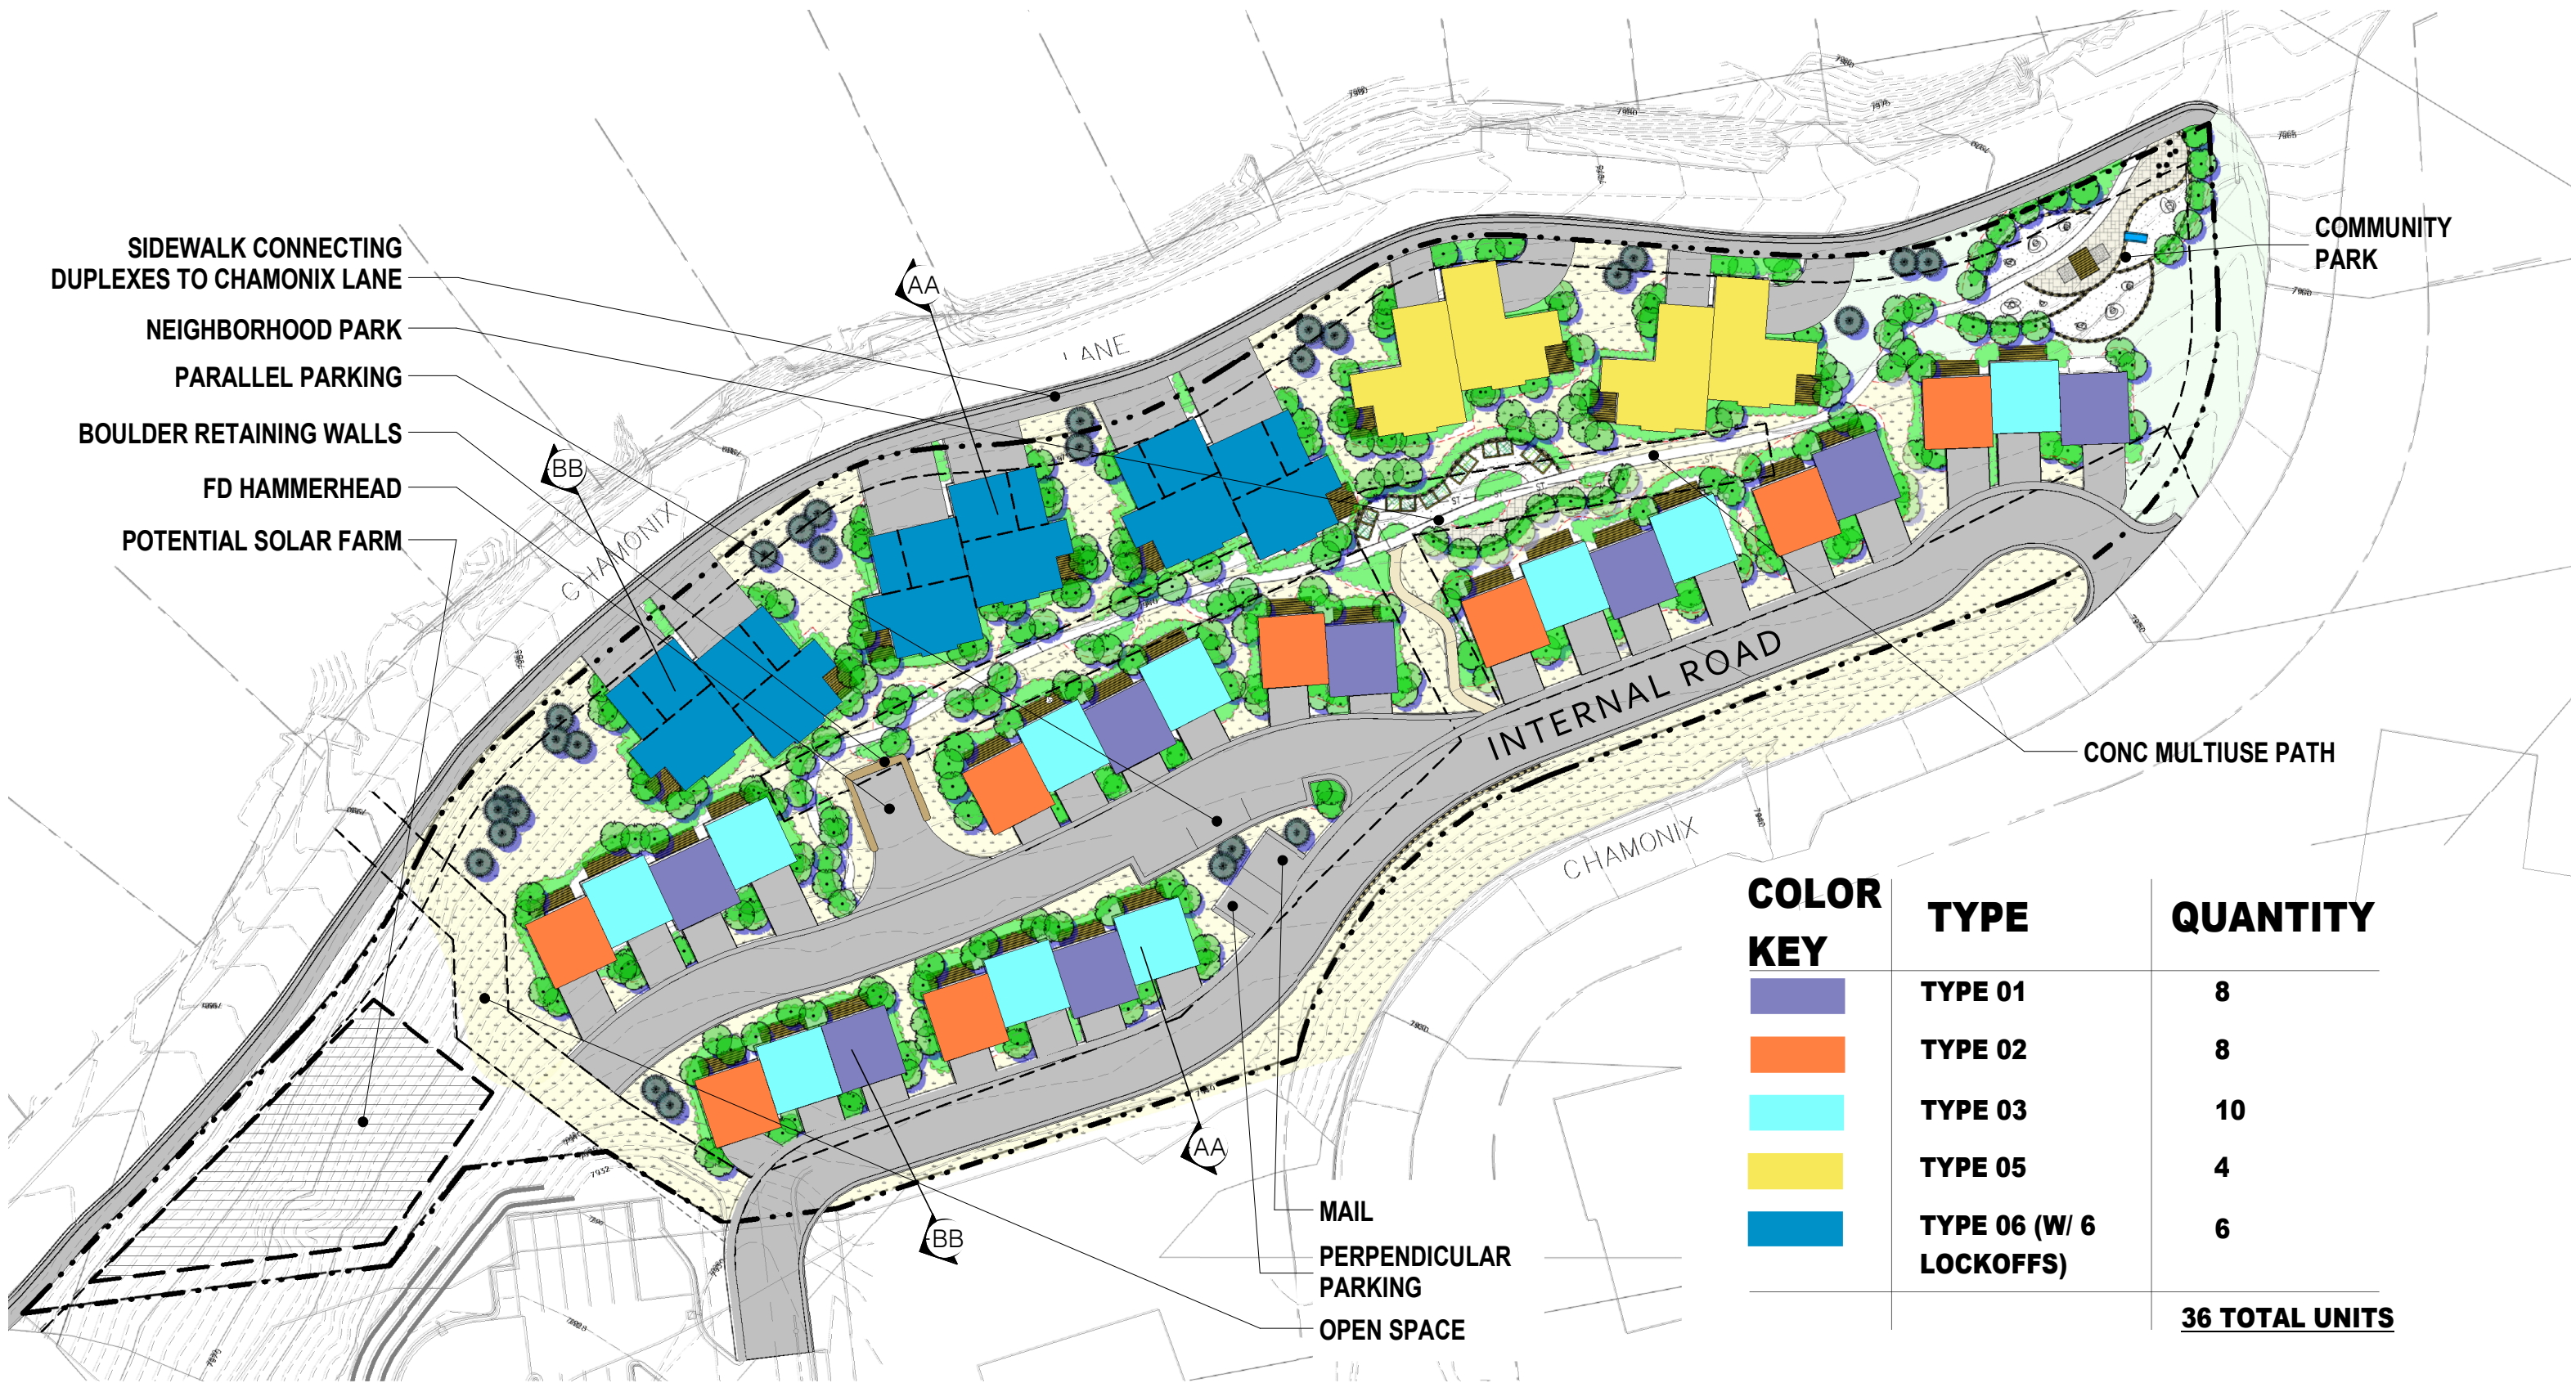 SIDEWALK CONNECTING
DUPLEXES TO CHAMONIX LANE
NEIGHBORHOOD PARK
PARALLEL PARKING
BOULDER RETAINING WALLS
FD HAMMERHEAD
POTENTIAL SOLAR FARM
AA
BB
CHAMONIX
LANE
COMMUNITY
PARK
CONC MULTIUSE PATH
INTERNAL ROAD
CHAMONIX
AA
BB
MAIL
PERPENDICULAR
PARKING
OPEN SPACE
COLOR
KEY
TYPE
QUANTITY
TYPE 01 8
TYPE 02 8
TYPE 03 10
TYPE 05 4
TYPE 06 (W/ 6 6
LOCKOFFS)
36 TOTAL UNITS
7932